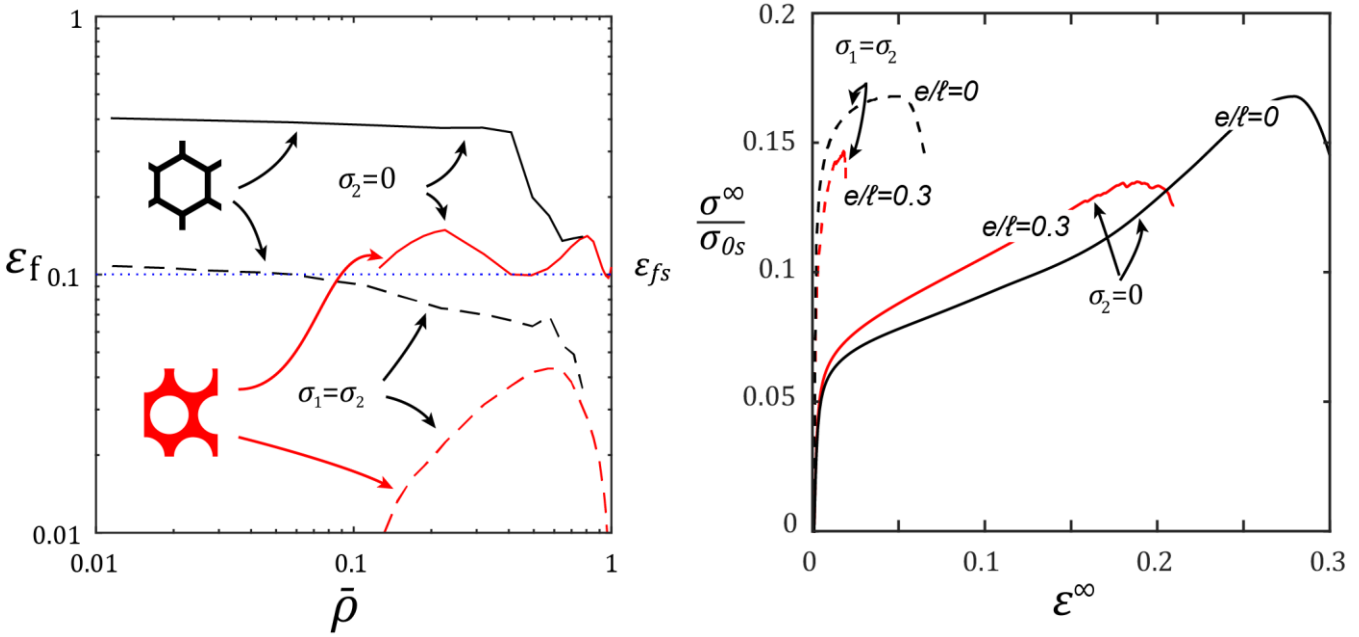 1
ε_f
0.1
ε_fs
0.01
0.01
0.1
1
ρ̄
σ₂=0
σ₁=σ₂
0.2
0.15
σ^∞
σ_0s
0.1
0.05
0
0
0.1
0.2
0.3
ε^∞
σ₁=σ₂
e/ℓ=0
e/ℓ=0
e/ℓ=0.3
e/ℓ=0.3
σ₂=0